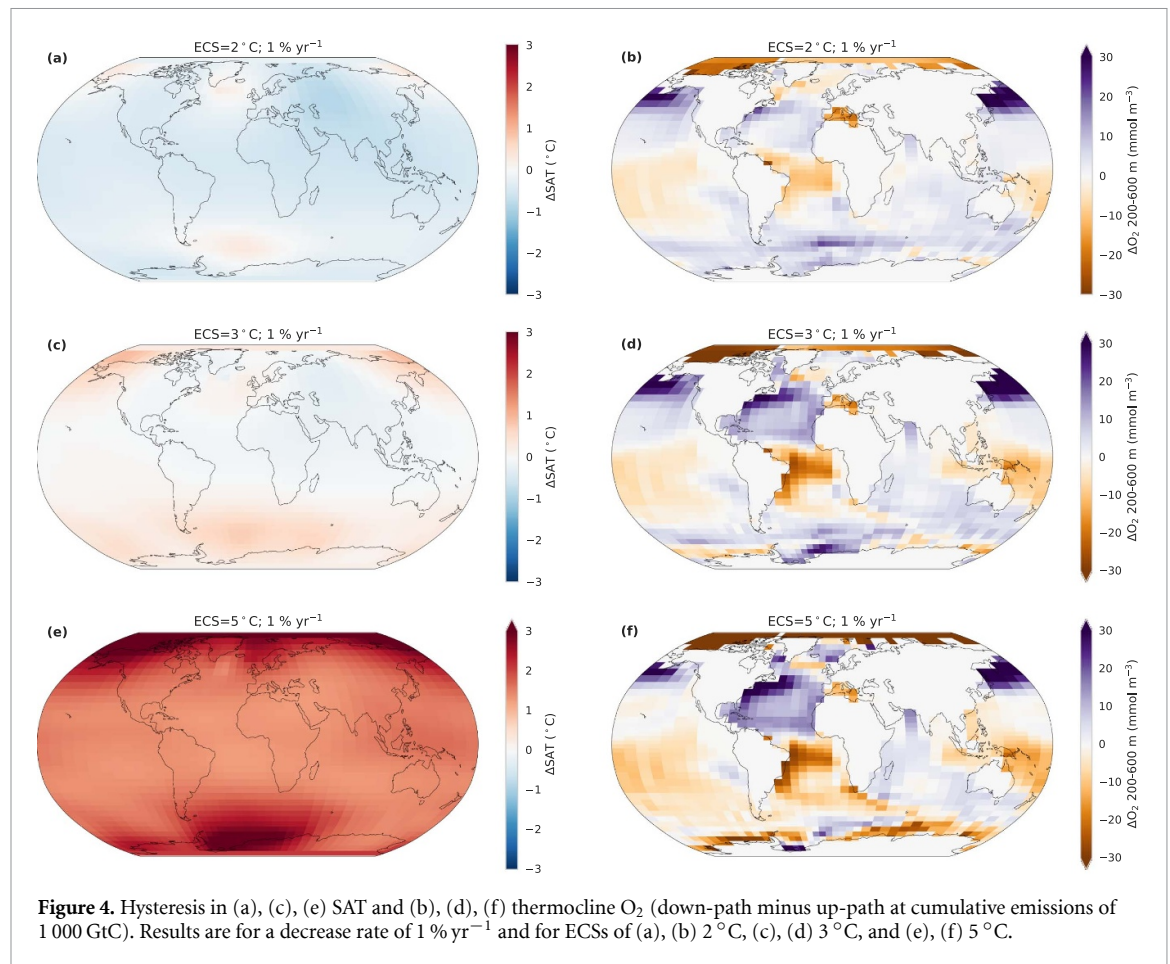 (a)
ECS=2°C; 1 % yr⁻¹
3
2
1
0
−1
−2
−3
ΔSAT (°C)
(b)
ECS=2°C; 1 % yr⁻¹
30
20
10
0
−10
−20
−30
ΔO₂ 200-600 m (mmol m⁻³)
(c)
ECS=3°C; 1 % yr⁻¹
3
2
1
0
−1
−2
−3
ΔSAT (°C)
(d)
ECS=3°C; 1 % yr⁻¹
30
20
10
0
−10
−20
−30
ΔO₂ 200-600 m (mmol m⁻³)
(e)
ECS=5°C; 1 % yr⁻¹
3
2
1
0
−1
−2
−3
ΔSAT (°C)
(f)
ECS=5°C; 1 % yr⁻¹
30
20
10
0
−10
−20
−30
ΔO₂ 200-600 m (mmol m⁻³)
Figure 4. Hysteresis in (a), (c), (e) SAT and (b), (d), (f) thermocline O₂ (down-path minus up-path at cumulative emissions of
1 000 GtC). Results are for a decrease rate of 1 % yr⁻¹ and for ECSs of (a), (b) 2 °C, (c), (d) 3 °C, and (e), (f) 5 °C.